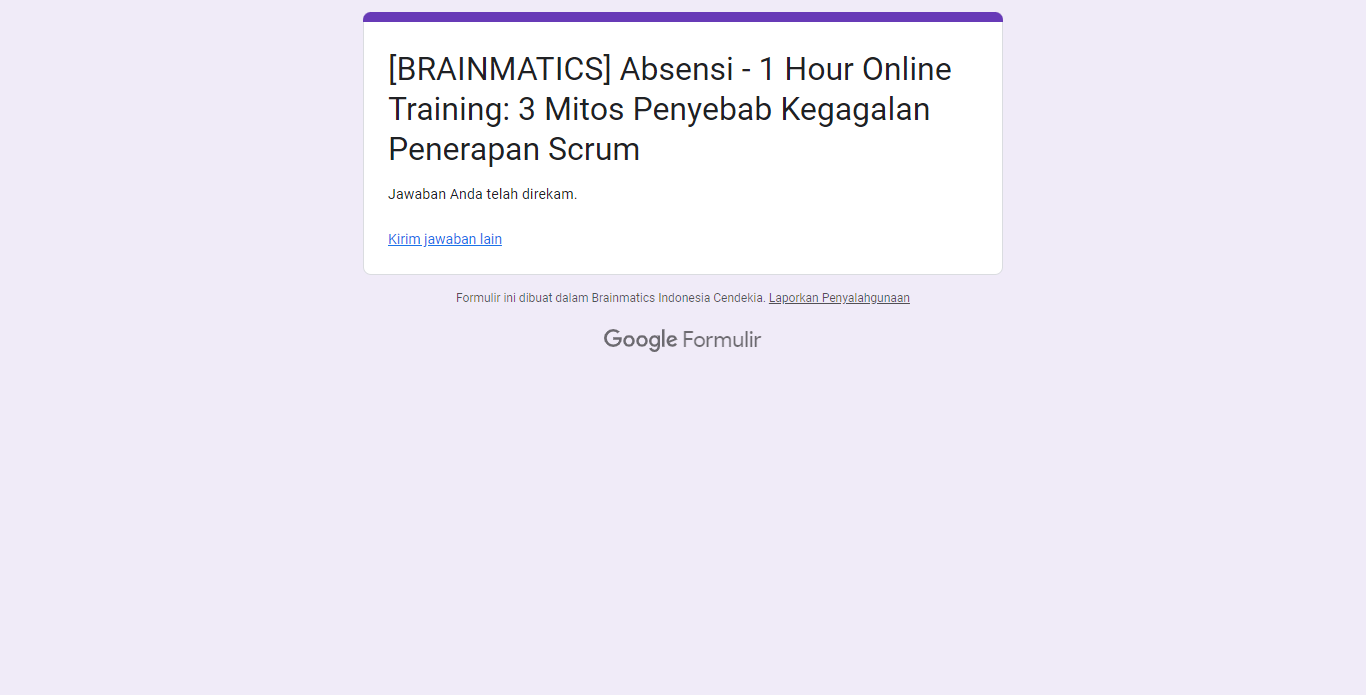 [BRAINMATICS] Absensi - 1 Hour Online
Training: 3 Mitos Penyebab Kegagalan
Penerapan Scrum
Jawaban Anda telah direkam.
Kirim jawaban lain
Formulir ini dibuat dalam Brainmatics Indonesia Cendekia. Laporkan Penyalahgunaan
Google Formulir